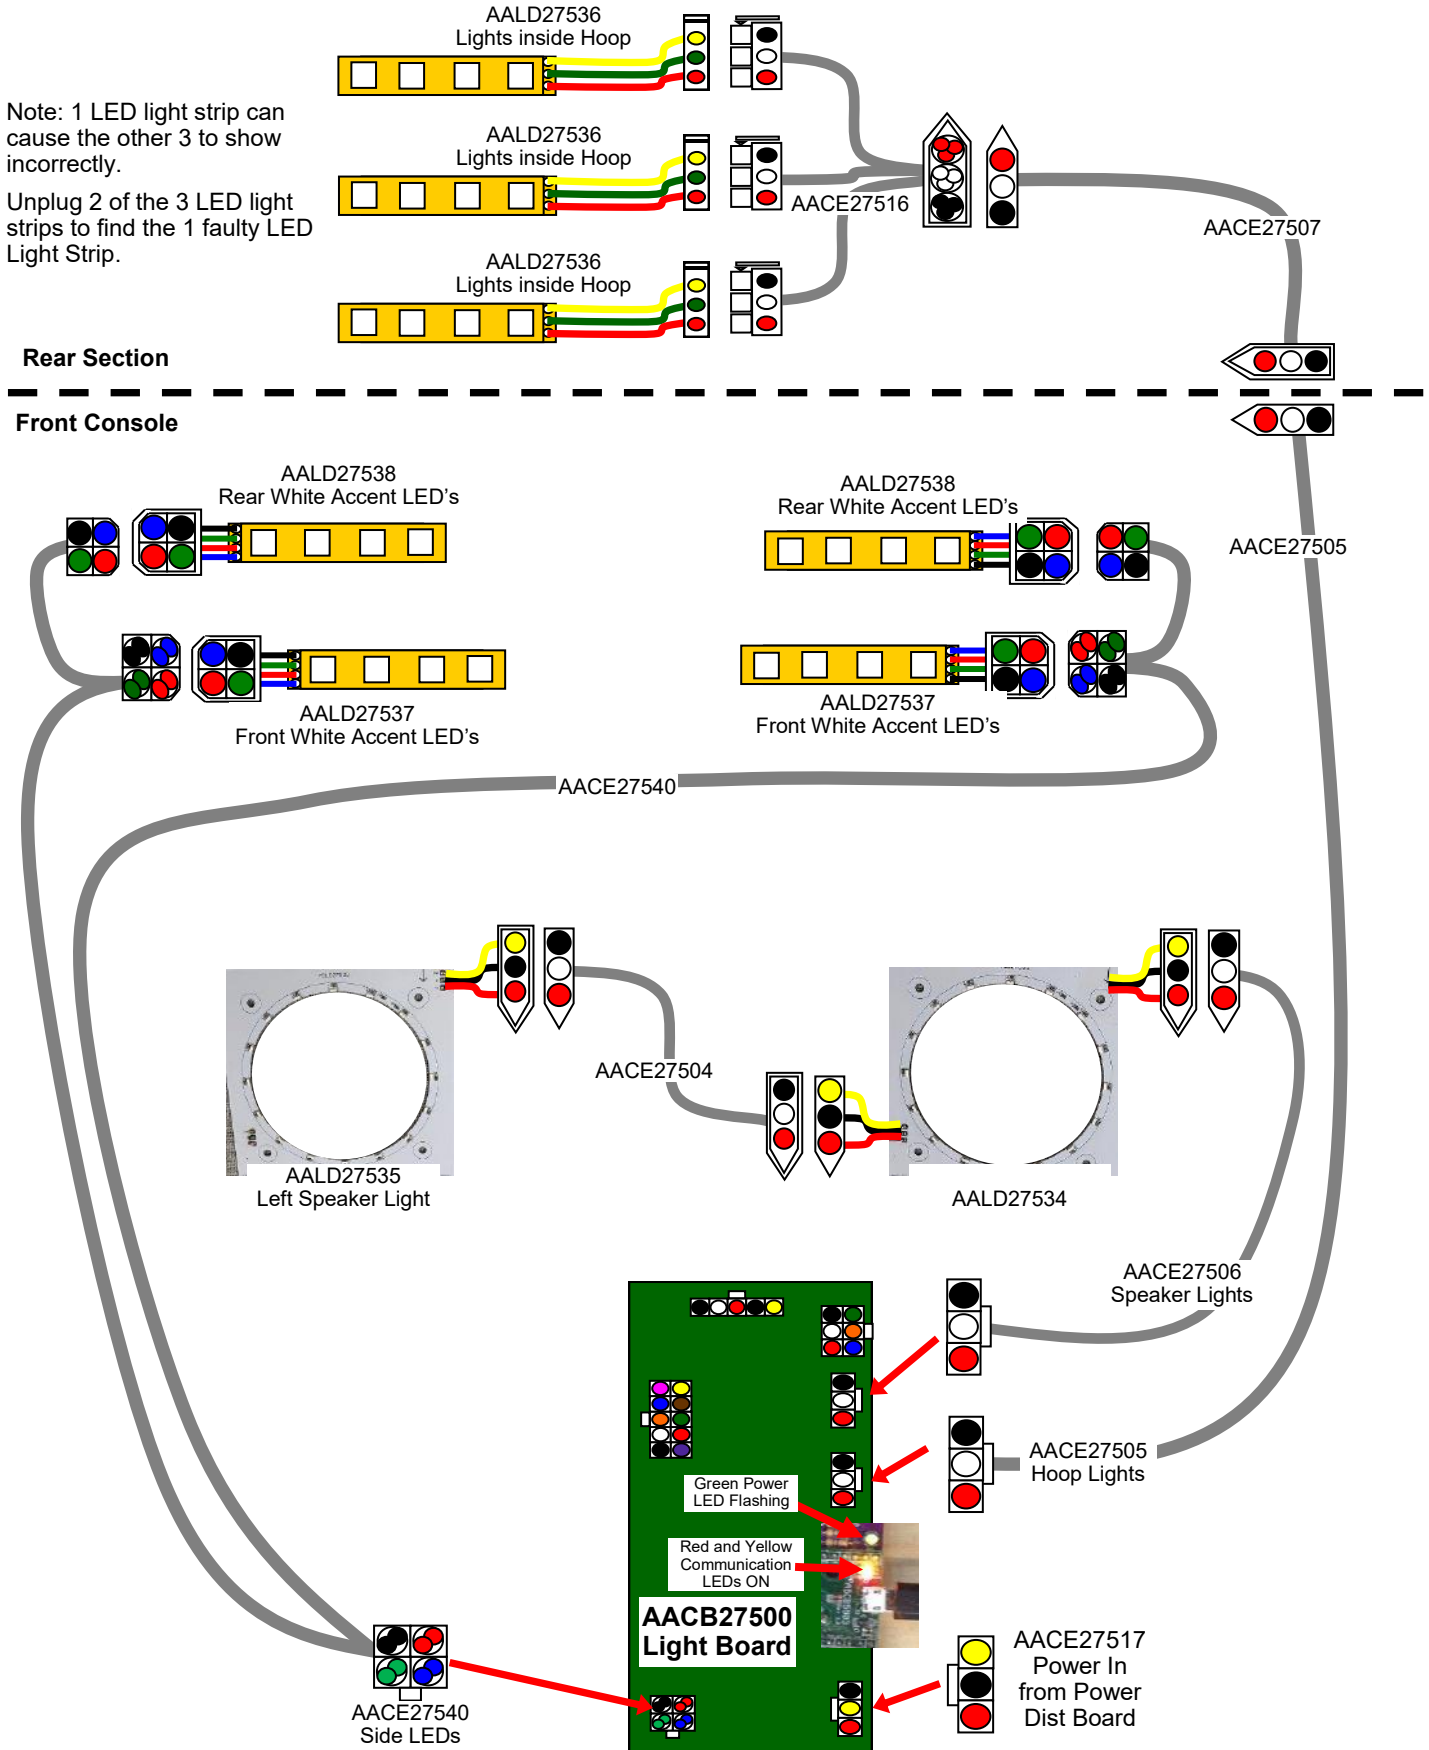 AALD27536
Lights inside Hoop
Note: 1 LED light strip can
cause the other 3 to show
incorrectly.
Unplug 2 of the 3 LED light
strips to find the 1 faulty LED
Light Strip.
AALD27536
Lights inside Hoop
AACE27516
AACE27507
AALD27536
Lights inside Hoop
Rear Section
Front Console
AALD27538
Rear White Accent LED's
AALD27538
Rear White Accent LED's
AACE27505
AALD27537
Front White Accent LED's
AALD27537
Front White Accent LED's
AACE27540
AACE27504
AALD27535
Left Speaker Light
AALD27534
AACE27506
Speaker Lights
AACE27505
Hoop Lights
Green Power
LED Flashing
Red and Yellow
Communication
LEDs ON
AACB27500
Light Board
AACE27517
Power In
from Power
Dist Board
AACE27540
Side LEDs